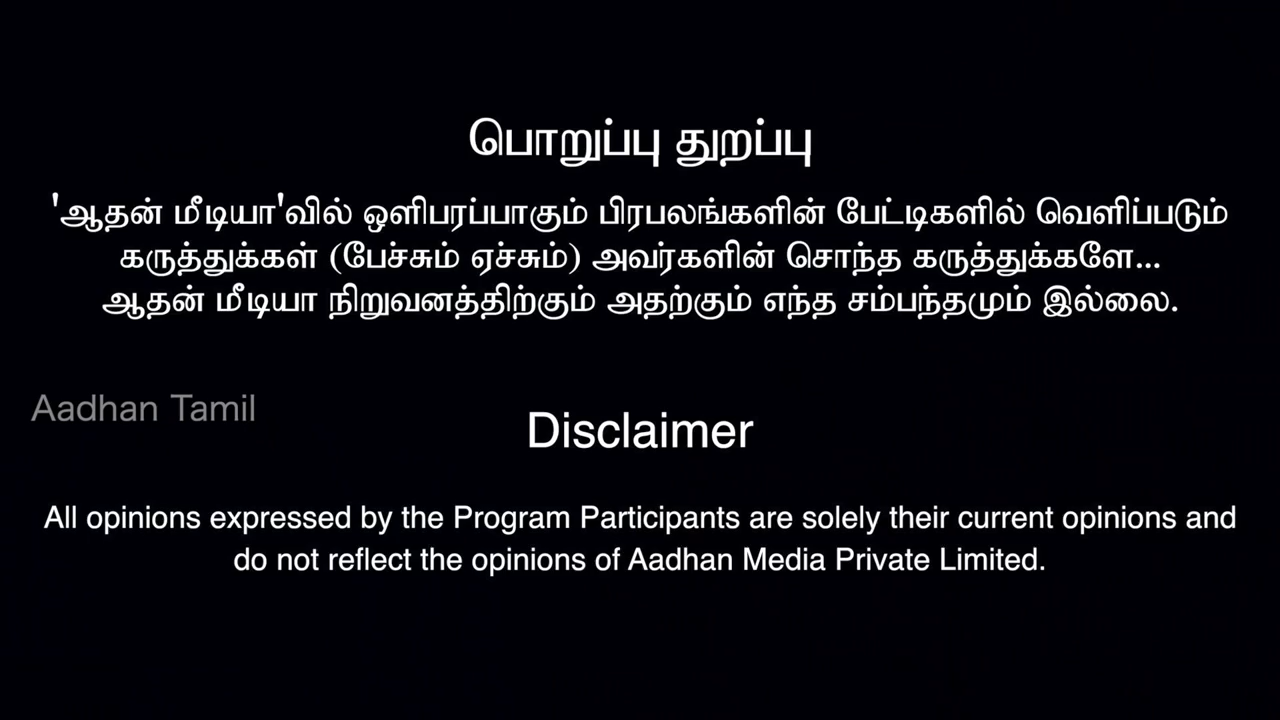 பொறுப்பு துறப்பு
'ஆதன் மீடியா'வில் ஒளிபரப்பாகும் பிரபலங்களின் பேட்டிகளில் வெளிப்படும்
கருத்துக்கள் (பேச்சும் ஏச்சும்) அவர்களின் சொந்த கருத்துக்களே...
ஆதன் மீடியா நிறுவனத்திற்கும் அதற்கும் எந்த சம்பந்தமும் இல்லை.
Aadhan Tamil
Disclaimer
All opinions expressed by the Program Participants are solely their current opinions and
do not reflect the opinions of Aadhan Media Private Limited.